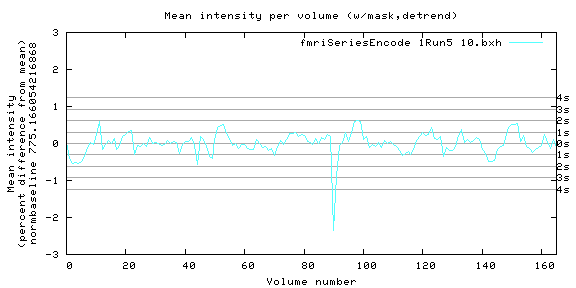 Mean intensity per volume (w/mask,detrend)
fmriSeriesEncode 1Run5 10.bxh
Mean intensity
(percent difference from mean)
normbaseline 775.166054216868
3
2
1
0
-1
-2
-3
4s
3s
2s
1s
0s
1s
2s
3s
4s
0 20 40 60 80 100 120 140 160
Volume number